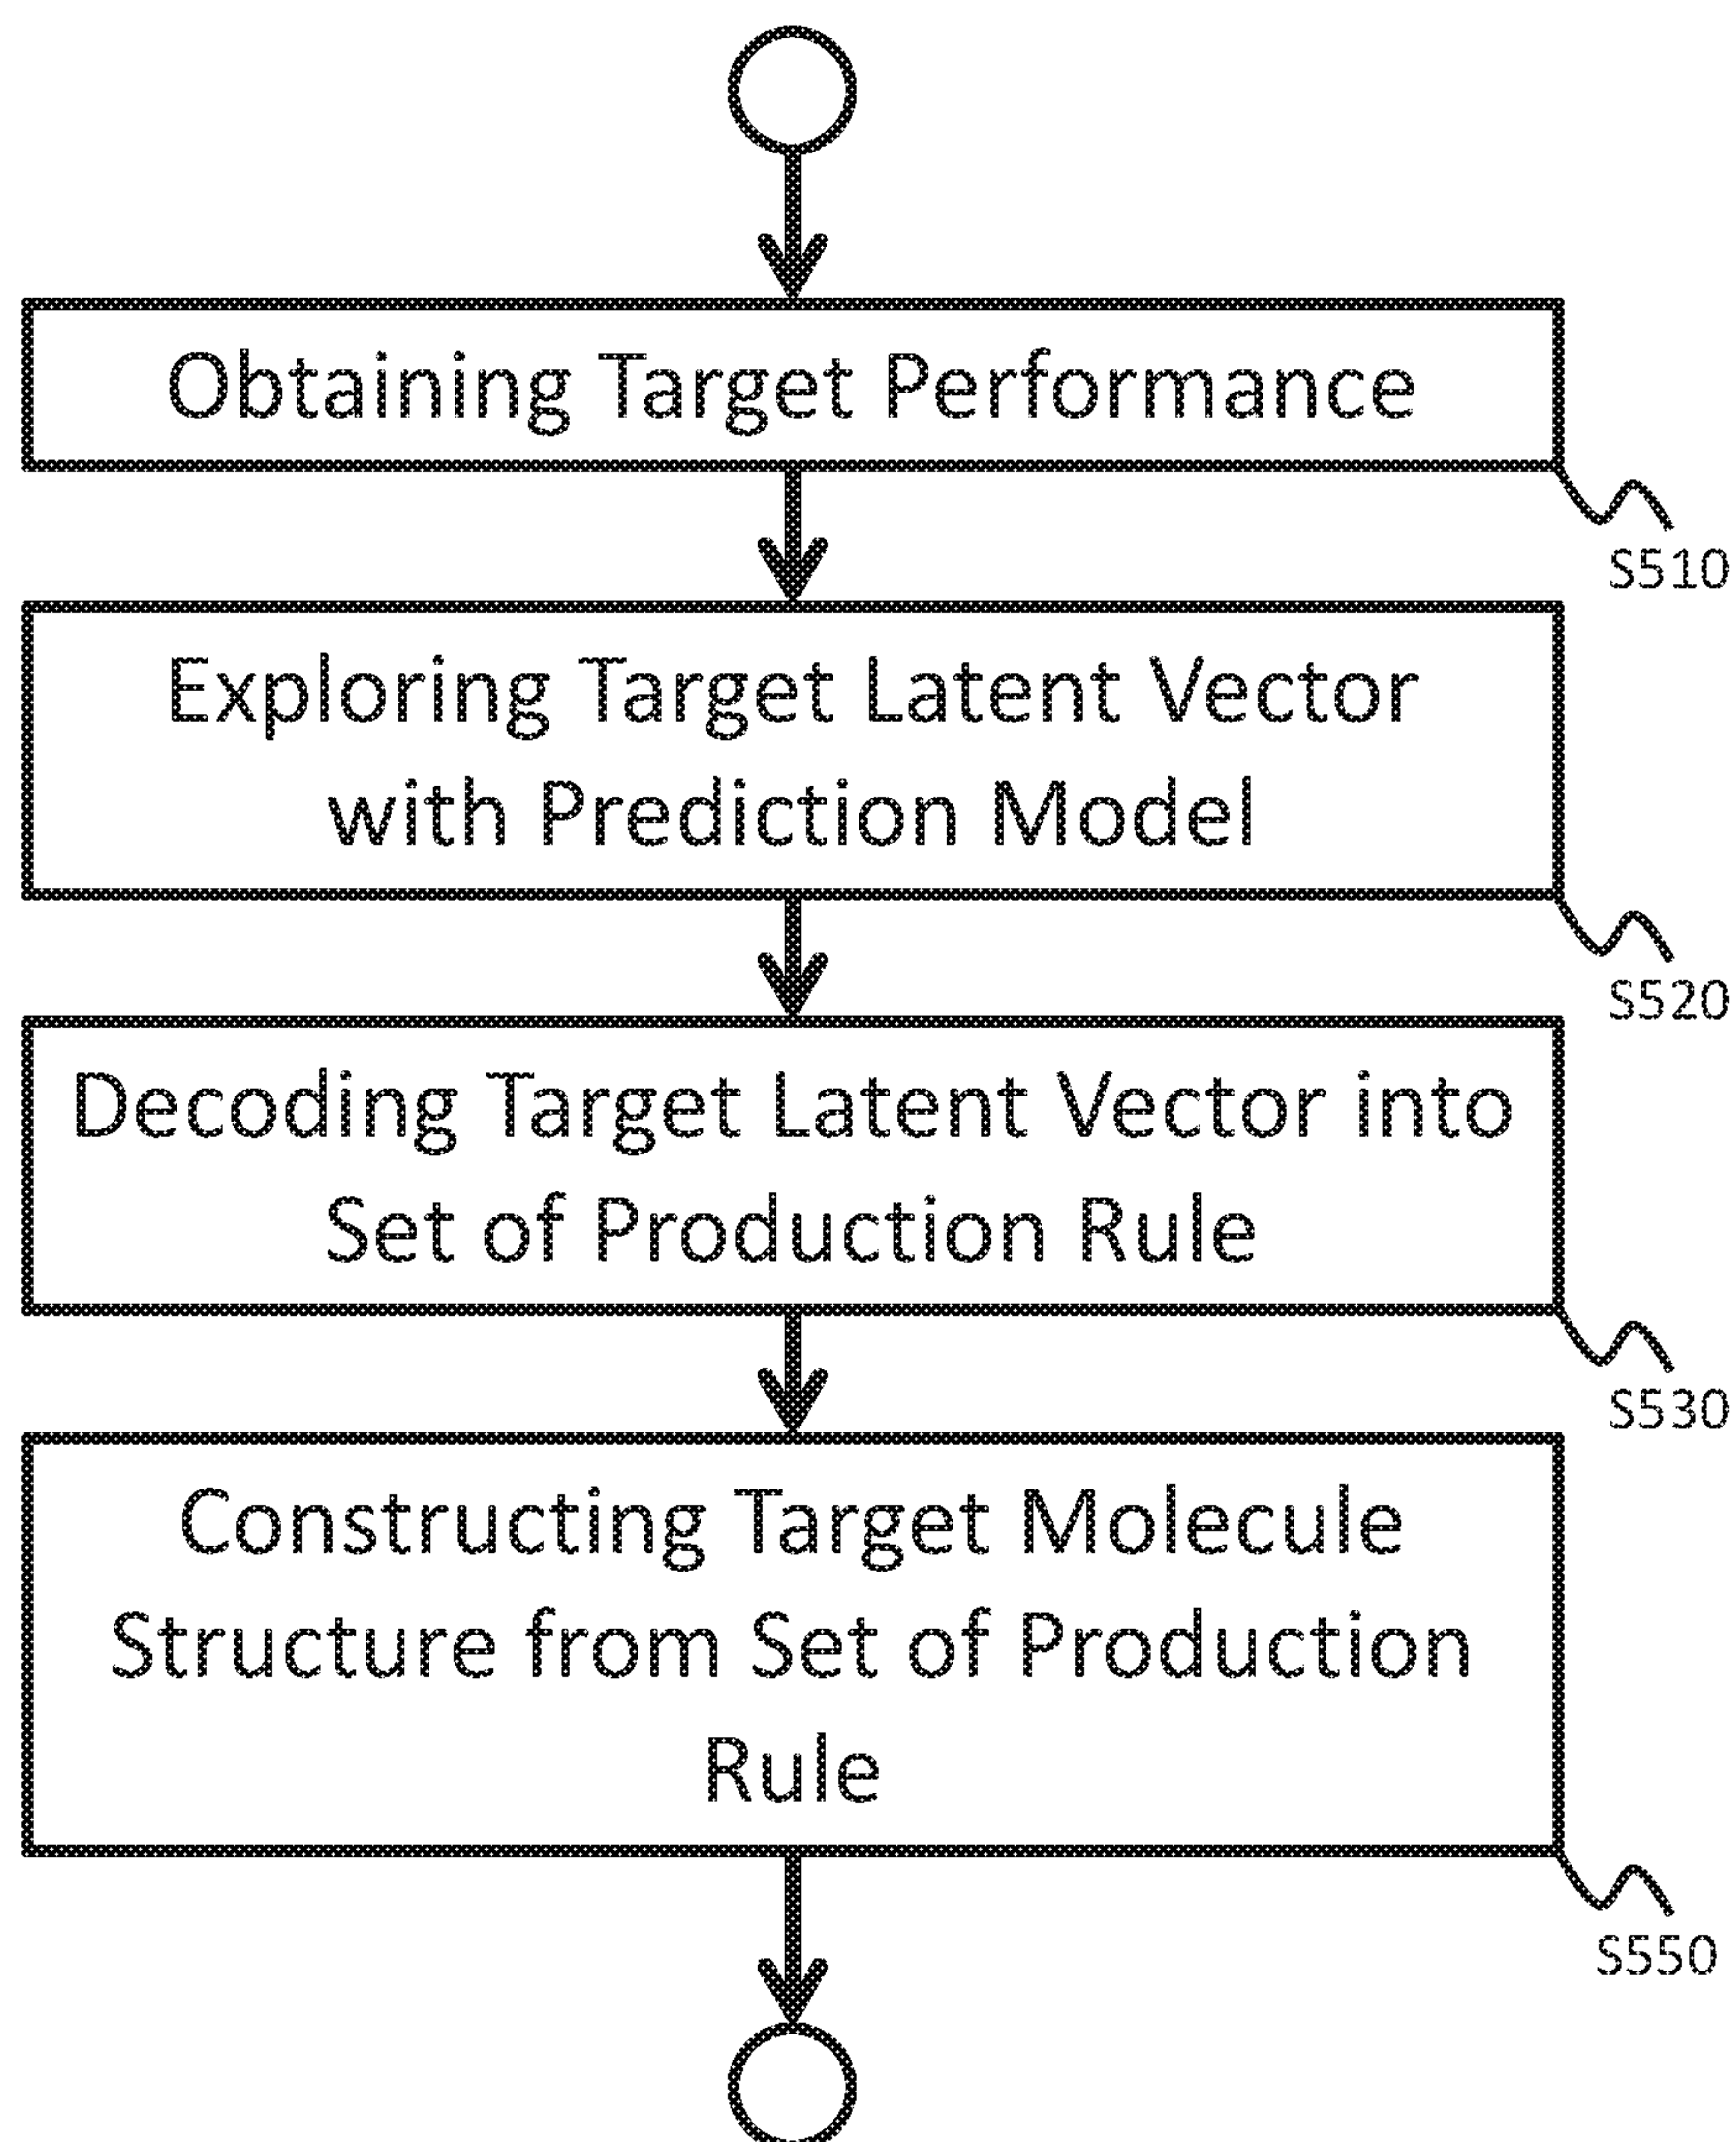 Obtaining Target Performance
S510
Exploring Target Latent Vector
with Prediction Model
S520
Decoding Target Latent Vector into
Set of Production Rule
S530
Constructing Target Molecule
Structure from Set of Production
Rule
S550